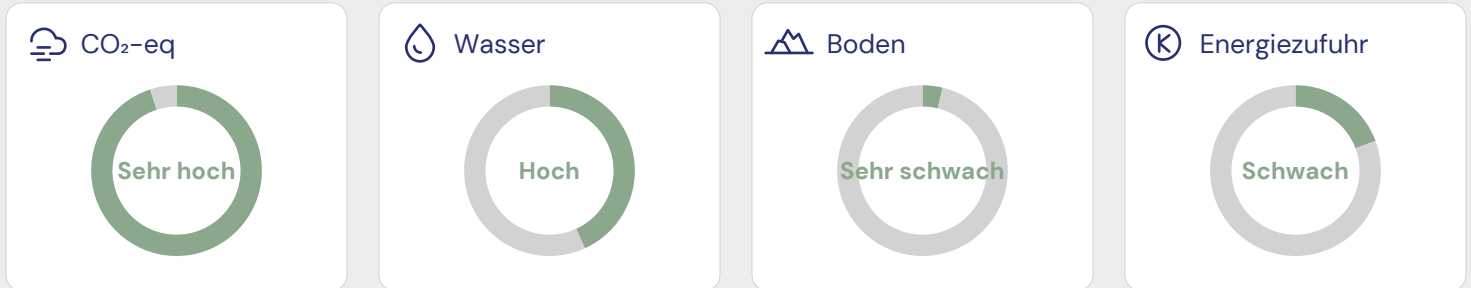 CO₂-eq
Sehr hoch
Wasser
Hoch
Boden
Sehr schwach
Energiezufuhr
Schwach